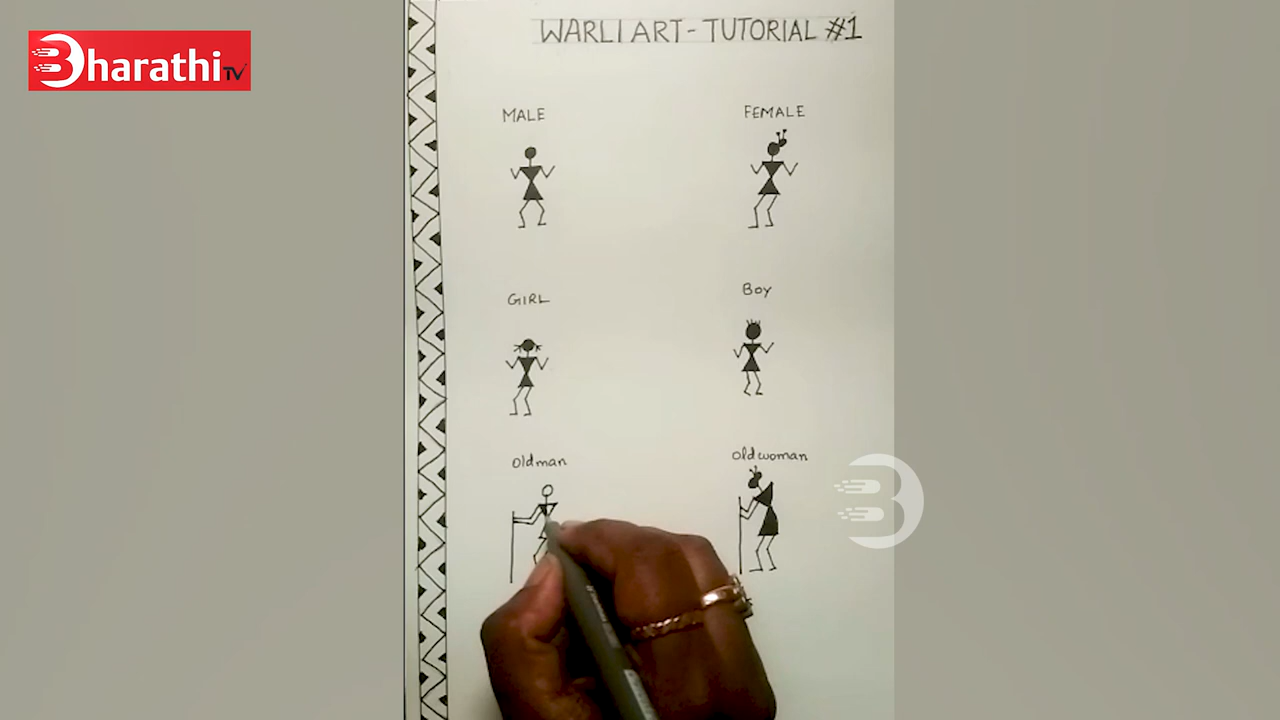 Bharathi TV
WARLI ART - TUTORIAL #1
MALE
FEMALE
GIRL
BOY
Oldman
Oldwoman